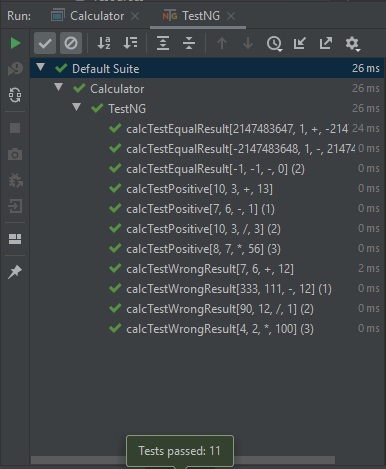 Run: Calculator × TestNG ×
Default Suite 26 ms
Calculator 26 ms
TestNG 26 ms
calcTestEqualResult[2147483647, 1, +, -214 24 ms
calcTestEqualResult[-2147483648, 1, -, 2147 0 ms
calcTestEqualResult[-1, -1, -, 0] (2) 0 ms
calcTestPositive[10, 3, +, 13] 0 ms
calcTestPositive[7, 6, -, 1] (1) 0 ms
calcTestPositive[10, 3, /, 3] (2) 0 ms
calcTestPositive[8, 7, *, 56] (3) 0 ms
calcTestWrongResult[7, 6, +, 12] 2 ms
calcTestWrongResult[333, 111, -, 12] (1) 0 ms
calcTestWrongResult[90, 12, /, 1] (2) 0 ms
calcTestWrongResult[4, 2, *, 100] (3) 0 ms
Tests passed: 11